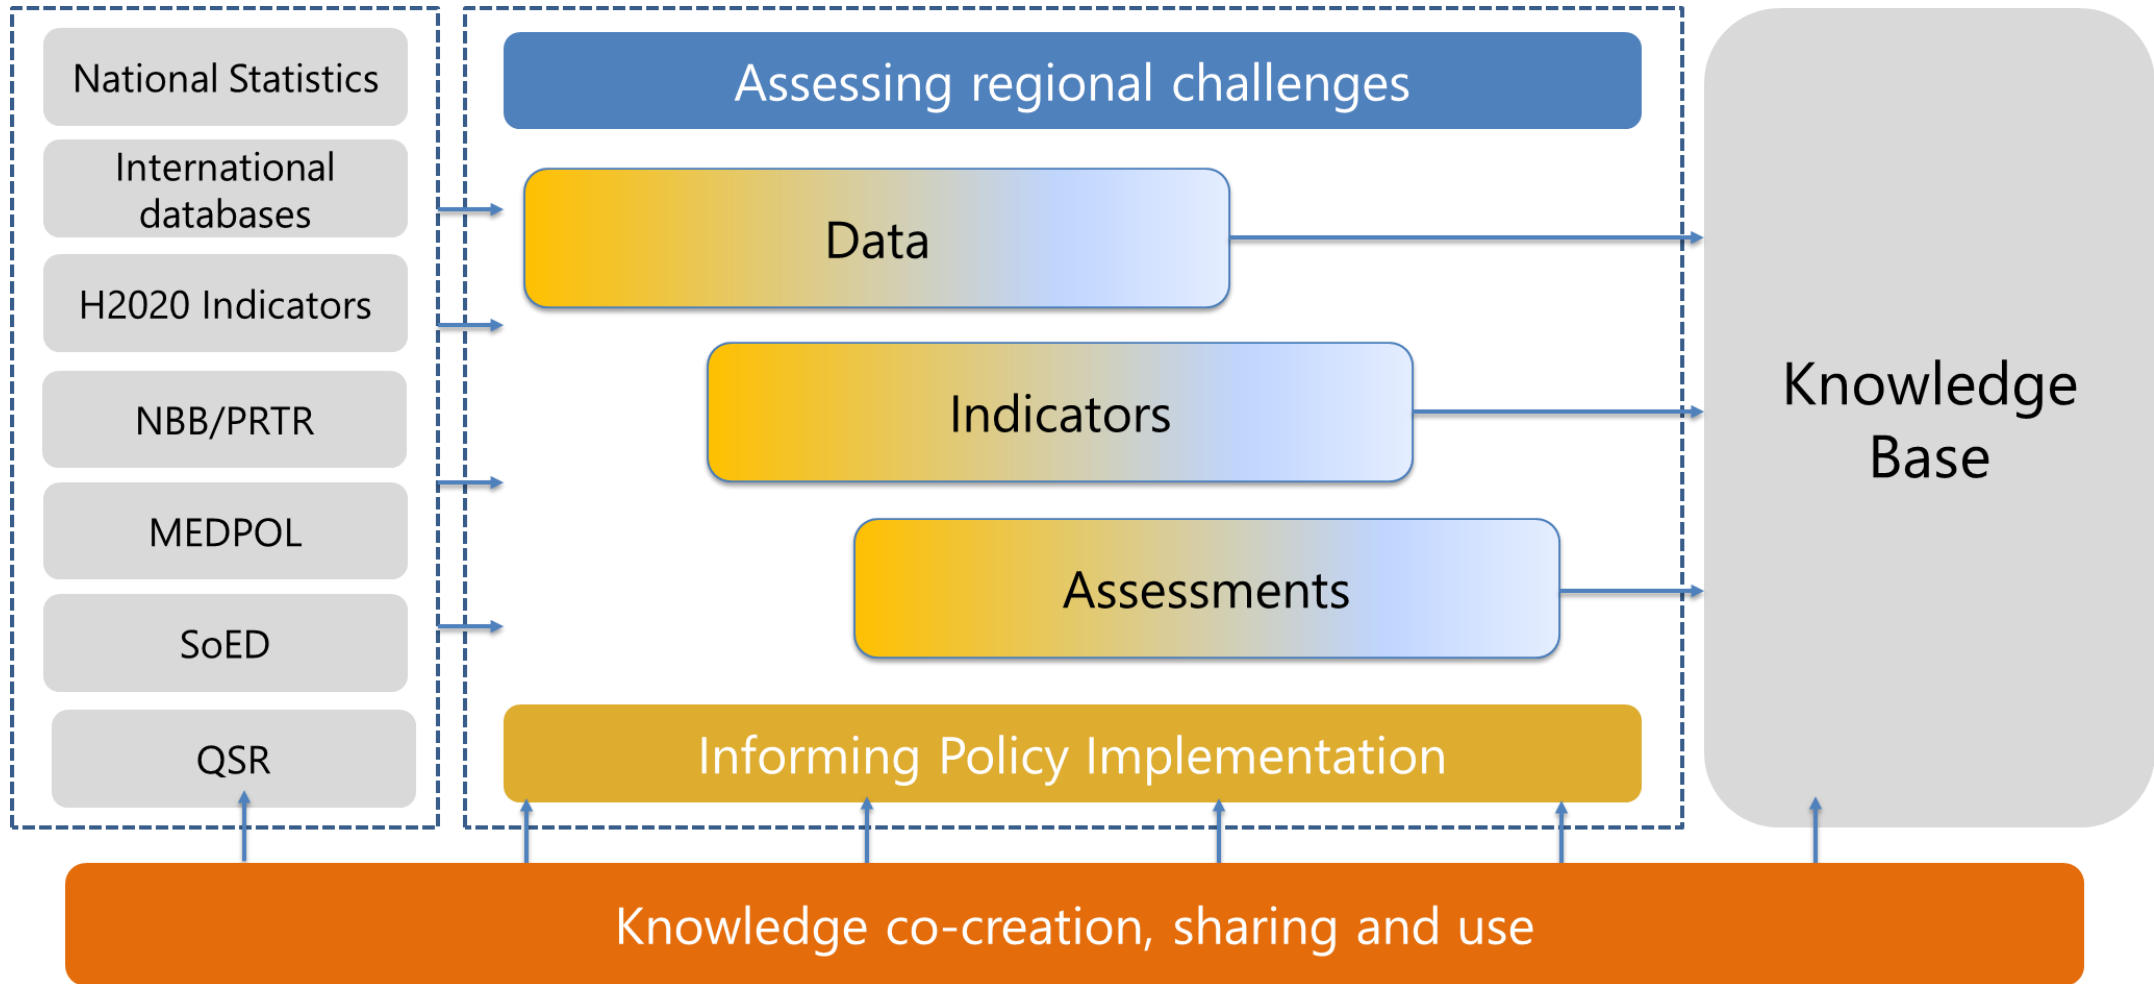 National Statistics
International
databases
H2020 Indicators
NBB/PRTR
MEDPOL
SoED
QSR
Assessing regional challenges
Data
Indicators
Assessments
Informing Policy Implementation
Knowledge
Base
Knowledge co-creation, sharing and use